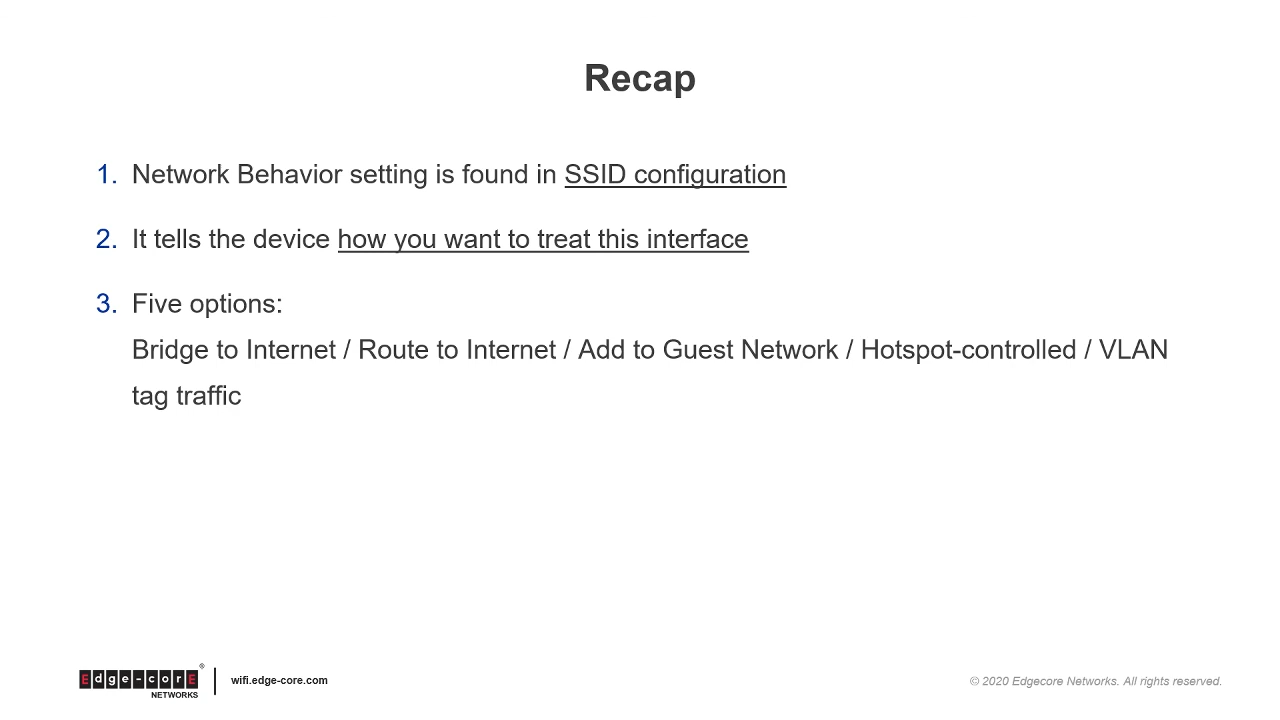 Recap
1. Network Behavior setting is found in SSID configuration
2. It tells the device how you want to treat this interface
3. Five options:
Bridge to Internet / Route to Internet / Add to Guest Network / Hotspot-controlled / VLAN
tag traffic
Edge-corE®
NETWORKS
wifi.edge-core.com
© 2020 Edgecore Networks. All rights reserved.